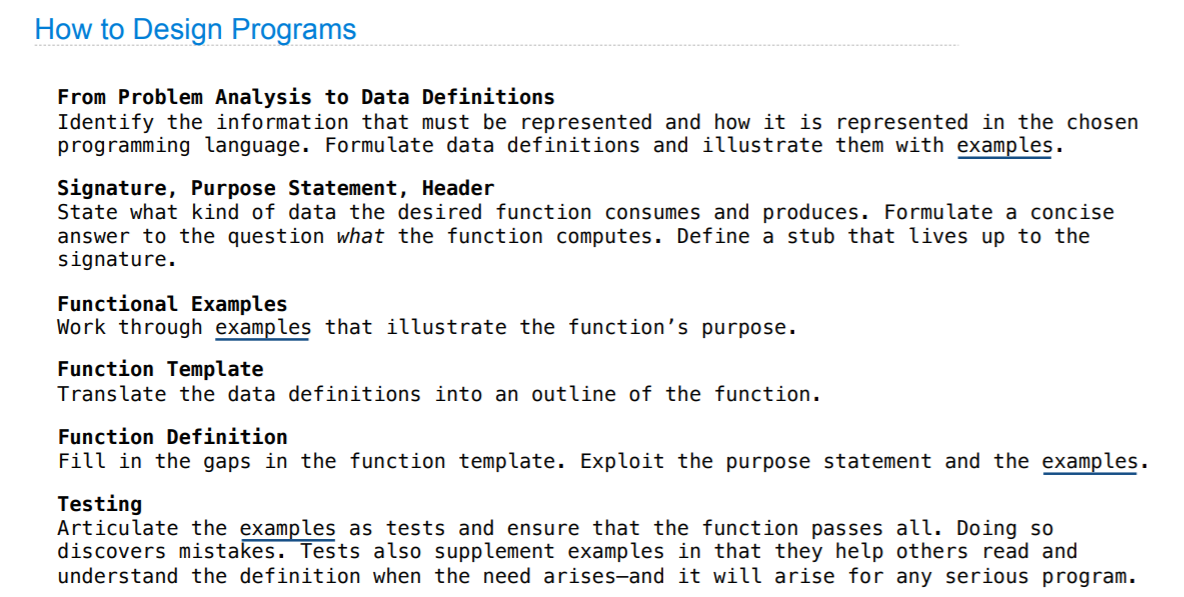 How to Design Programs
From Problem Analysis to Data Definitions
Identify the information that must be represented and how it is represented in the chosen
programming language. Formulate data definitions and illustrate them with examples.
Signature, Purpose Statement, Header
State what kind of data the desired function consumes and produces. Formulate a concise
answer to the question what the function computes. Define a stub that lives up to the
signature.
Functional Examples
Work through examples that illustrate the function’s purpose.
Function Template
Translate the data definitions into an outline of the function.
Function Definition
Fill in the gaps in the function template. Exploit the purpose statement and the examples.
Testing
Articulate the examples as tests and ensure that the function passes all. Doing so
discovers mistakes. Tests also supplement examples in that they help others read and
understand the definition when the need arises—and it will arise for any serious program.